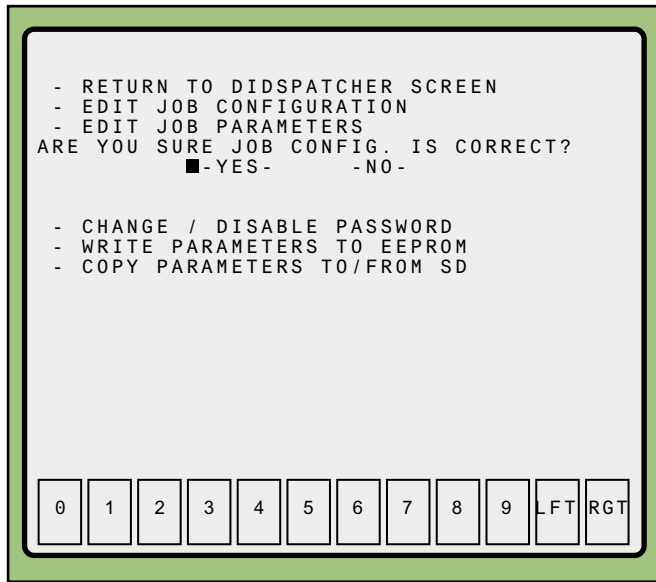 - RETURN TO DIDSPATCHER SCREEN
- EDIT JOB CONFIGURATION
- EDIT JOB PARAMETERS
ARE YOU SURE JOB CONFIG. IS CORRECT?
-YES- -NO-
- CHANGE / DISABLE PASSWORD
- WRITE PARAMETERS TO EEPROM
- COPY PARAMETERS TO/FROM SD
0 1 2 3 4 5 6 7 8 9 LFT RGT